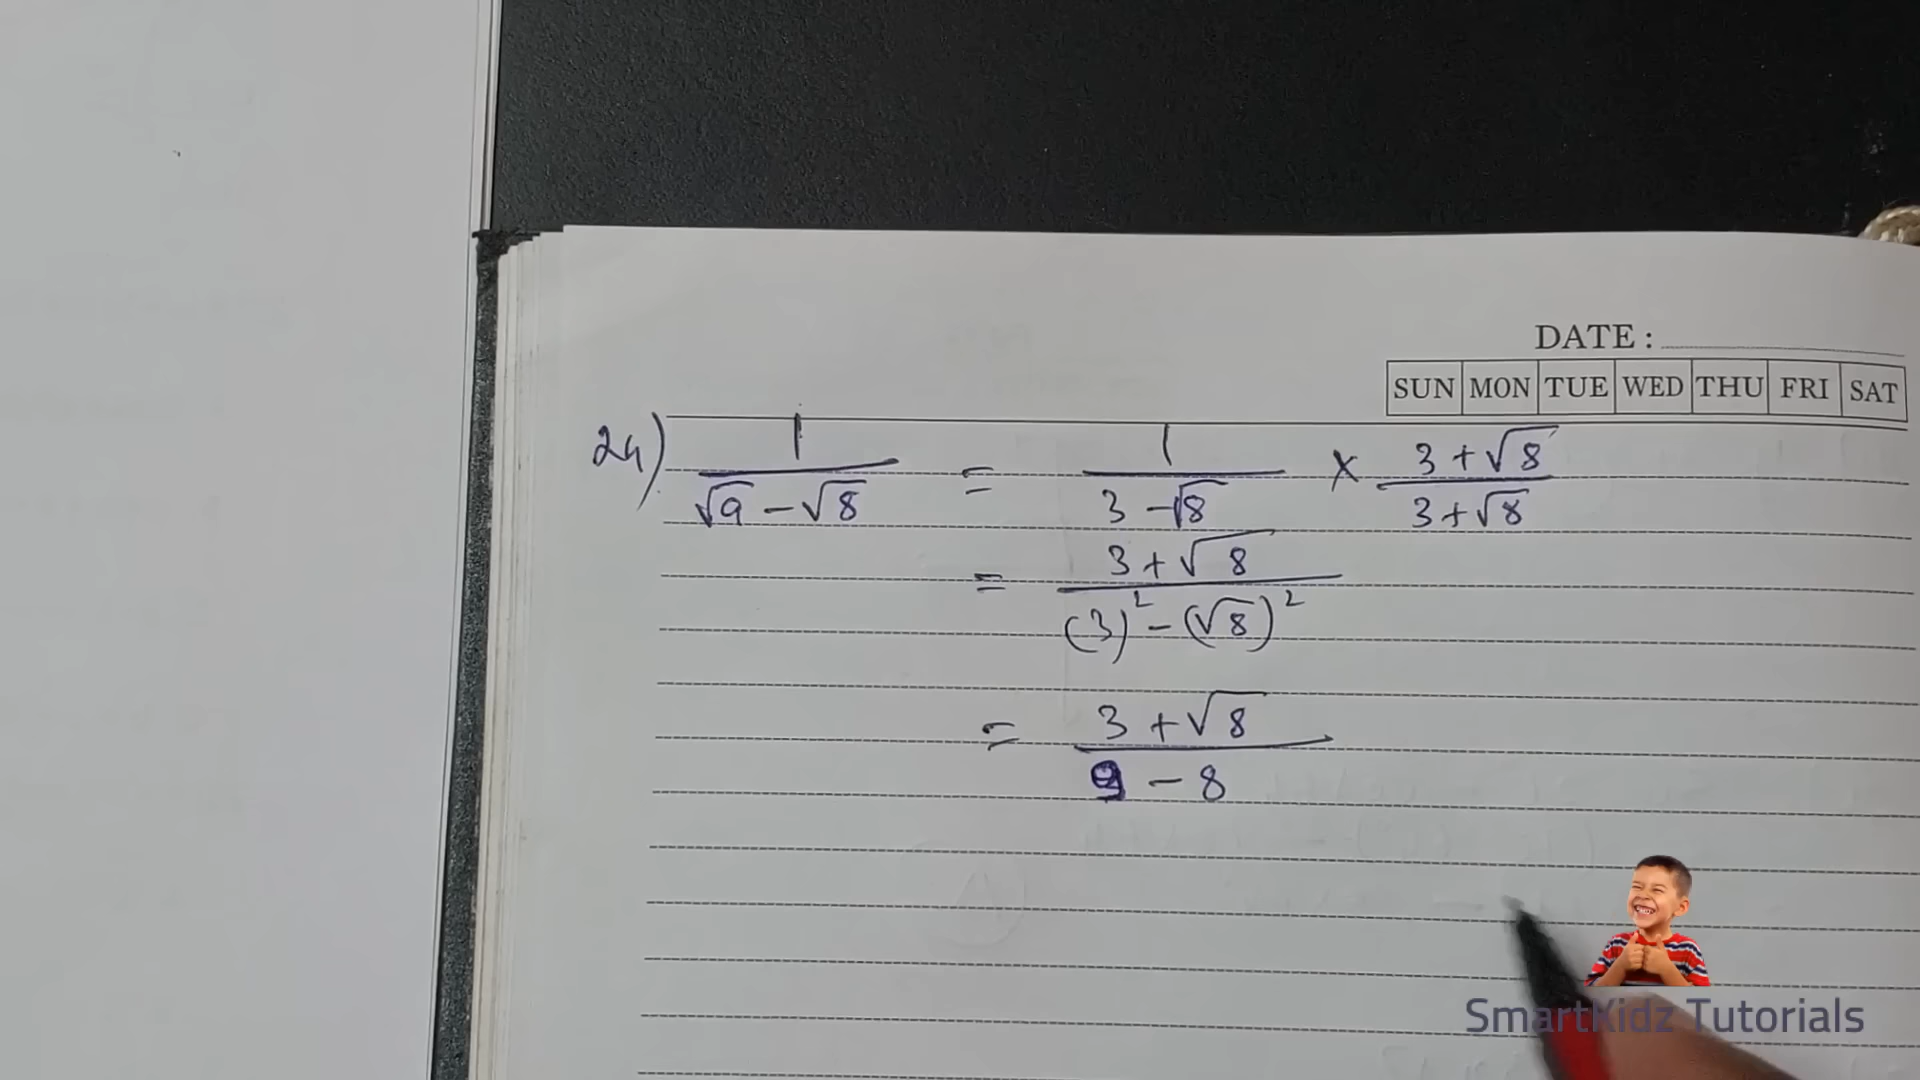 DATE :
SUN MON TUE WED THU FRI SAT
24) 1/(√9 - √8) = 1/(3 - √8) × (3 + √8)/(3 + √8)
= (3 + √8)/((3)² - (√8)²)
= (3 + √8)/(9 - 8)
SmartKidz Tutorials